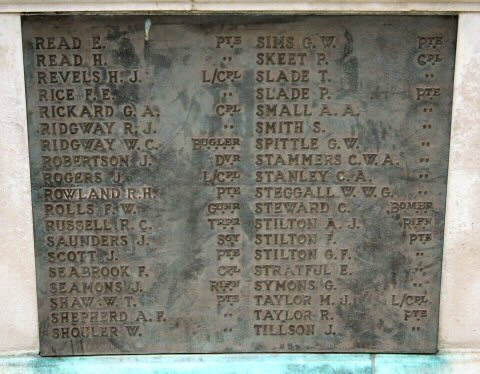 READ E. PTE
READ H. "
REVELS H. J. L/CPL
RICE F. E. "
RICKARD G. A. CPL
RIDGWAY R. J. "
RIDGWAY W. C. BUGLER
ROBERTSON J. DVR
ROGERS J. L/CPL
ROWLAND R. H. PTE
ROLLS F. W. GUNR
RUSSELL R. C.
SAUNDERS J. SGT
SCOTT J. PTE
SEABROOK F. CPL
SEAMONS J. RIFN
SHAW W. T. PTE
SHEPHERD A. F. "
SHOULER W. "
SIMS G. W. PTE
SKEET P. CPL
SLADE T. "
SLADE P. PTE
SMALL A. A. "
SMITH S. "
SPITTLE G. W. "
STAMMERS C. W. A. "
STANLEY C. A. "
STEGGALL W. W. G. "
STEWARD C. BOMBR
STILTON A. J. RIFN
STILTON F. PTE
STILTON G. F. "
STRATFUL E. "
SYMONS G. "
TAYLOR M. J. L/CPL
TAYLOR R. PTE
TILLSON J. "